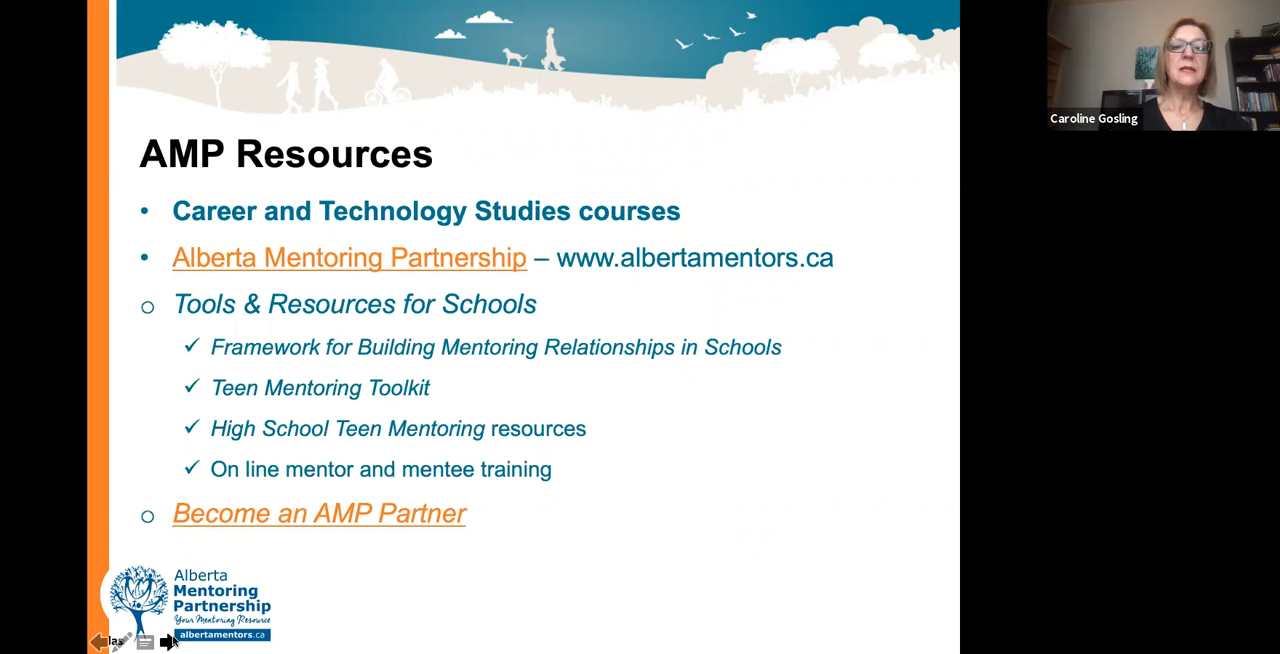 Caroline Gosling
AMP Resources
• Career and Technology Studies courses
• Alberta Mentoring Partnership – www.albertamentors.ca
o Tools & Resources for Schools
✓ Framework for Building Mentoring Relationships in Schools
✓ Teen Mentoring Toolkit
✓ High School Teen Mentoring resources
✓ On line mentor and mentee training
o Become an AMP Partner
Alberta
Mentoring
Partnership
Your Mentoring Resource
albertamentors.ca